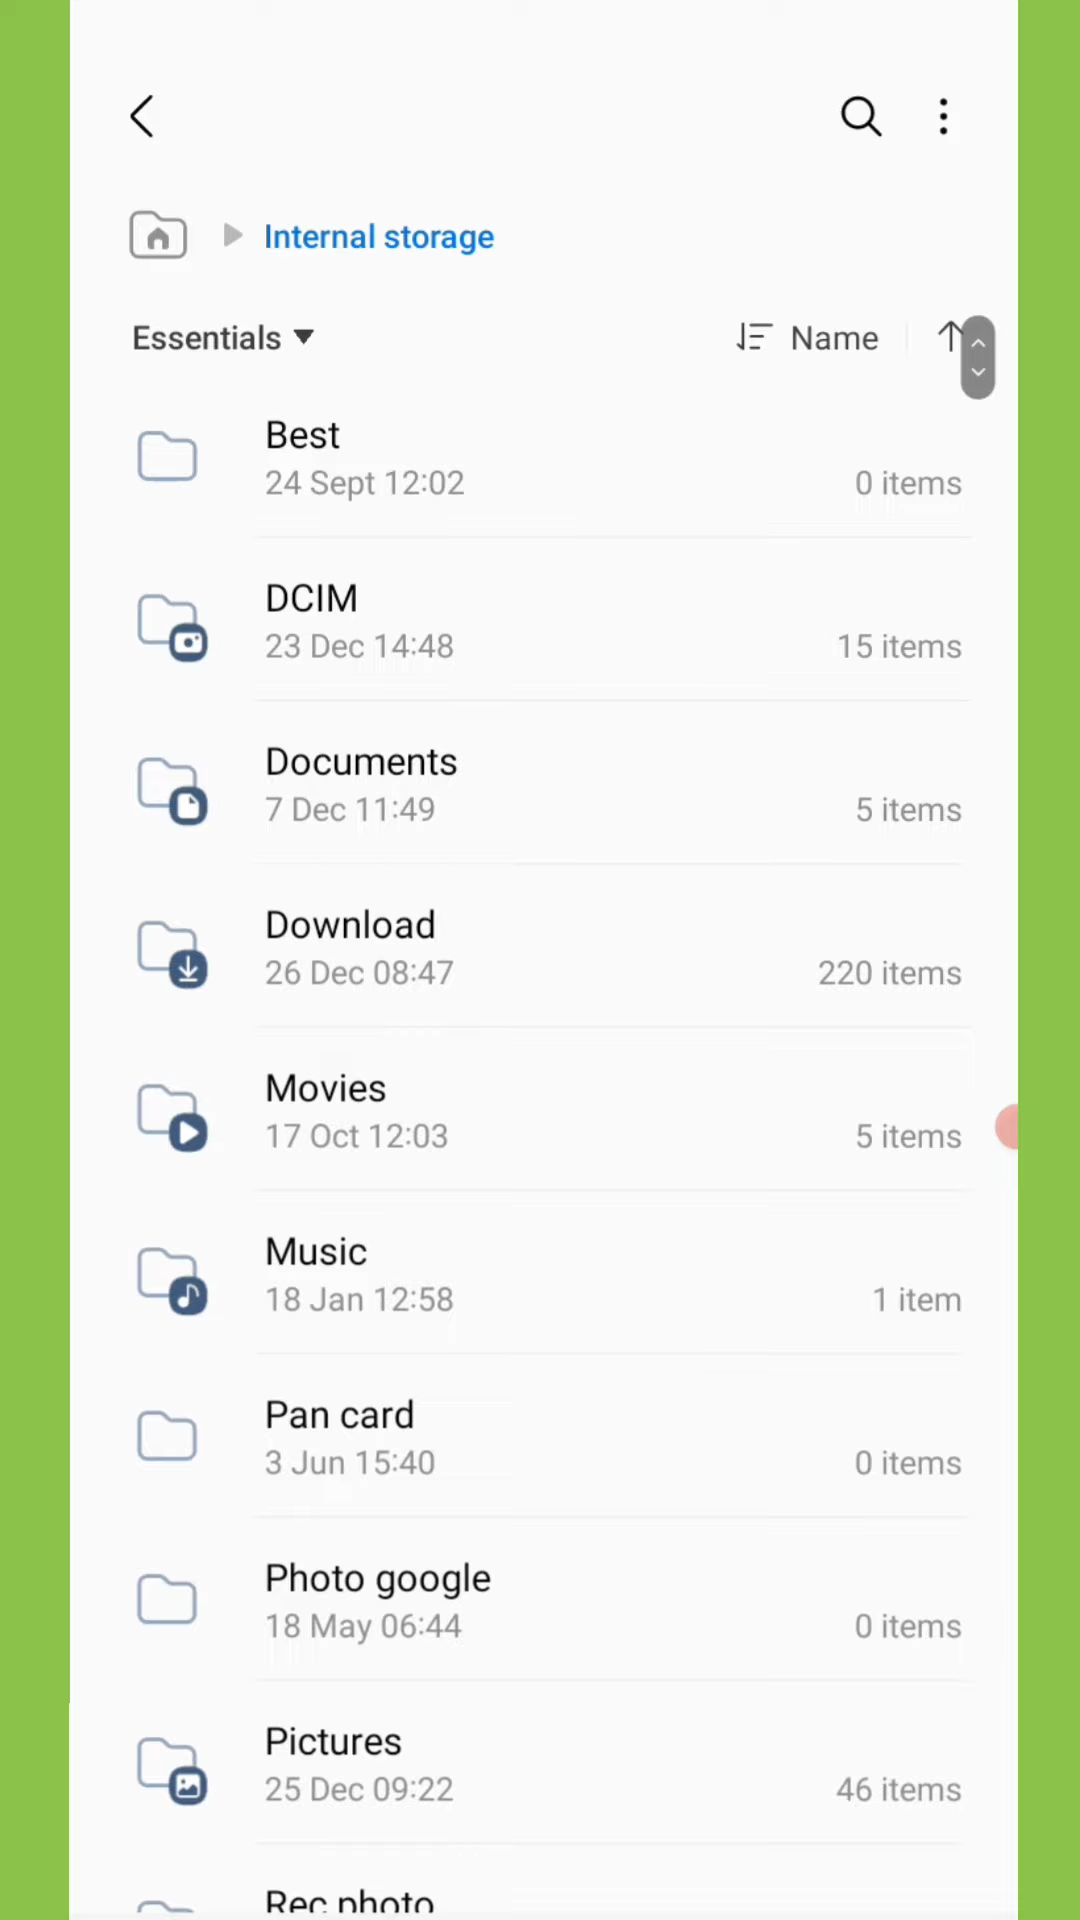 Internal storage
Essentials
Name
Best
24 Sept 12:02
0 items
DCIM
23 Dec 14:48
15 items
Documents
7 Dec 11:49
5 items
Download
26 Dec 08:47
220 items
Movies
17 Oct 12:03
5 items
Music
18 Jan 12:58
1 item
Pan card
3 Jun 15:40
0 items
Photo google
18 May 06:44
0 items
Pictures
25 Dec 09:22
46 items
Rec photo